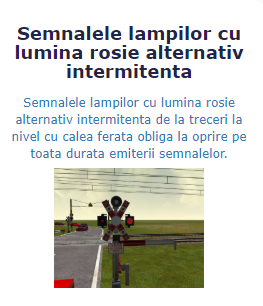 Semnalele lampilor cu
lumina rosie alternativ
intermitenta
Semnalele lampilor cu lumina rosie
alternativ intermitenta de la treceri la
nivel cu calea ferata obliga la oprire pe
toata durata emiterii semnalelor.